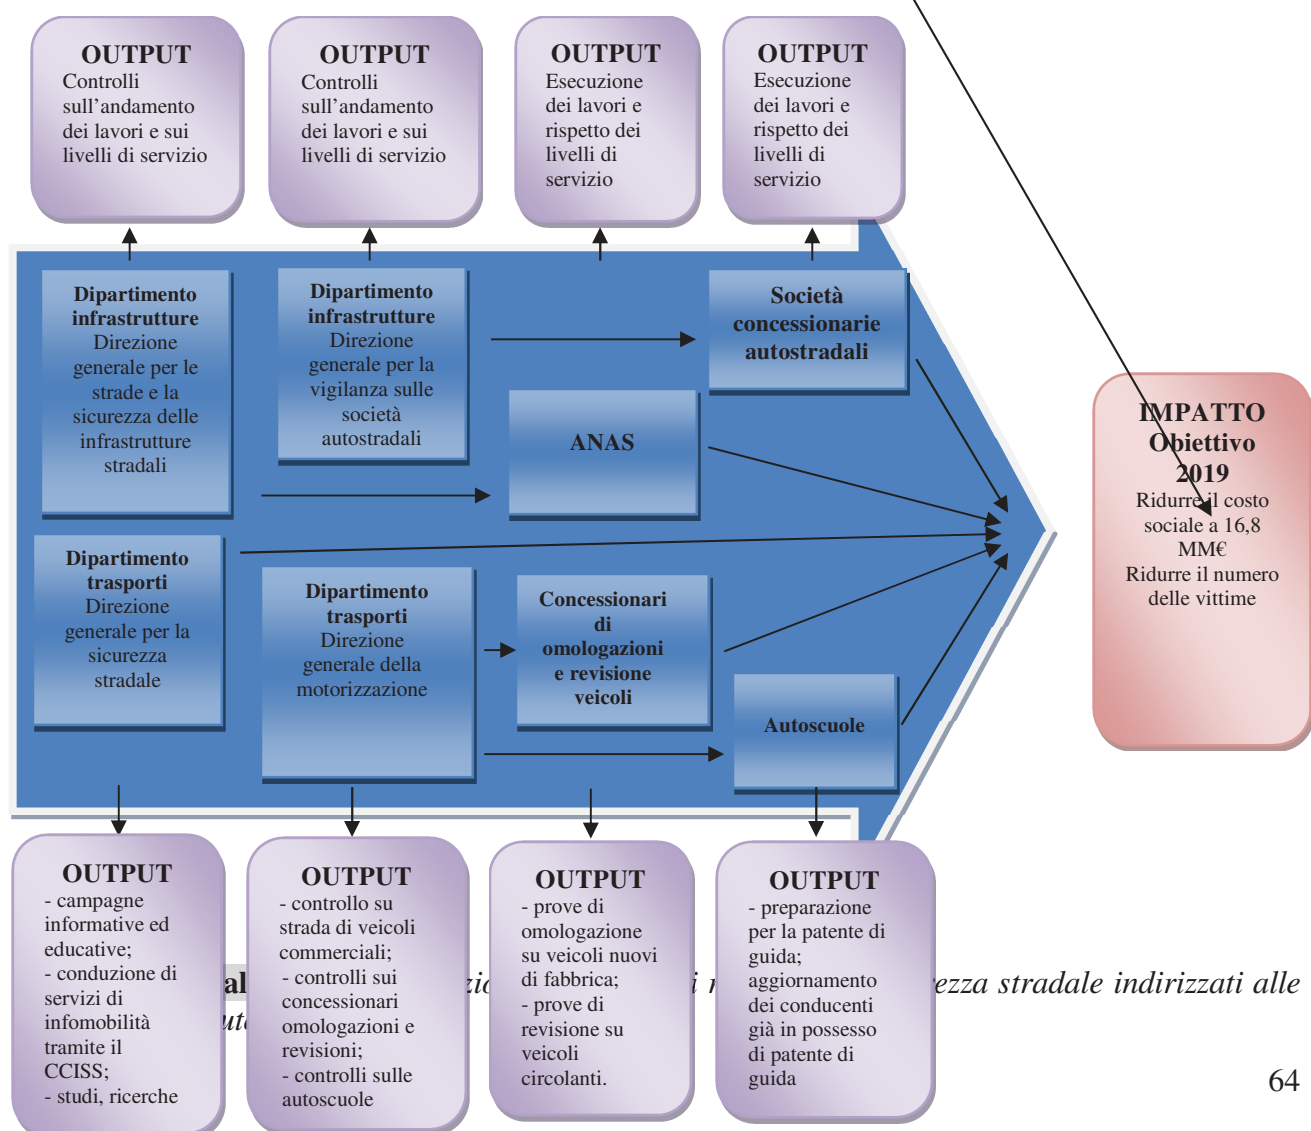 OUTPUT
Controlli
sull'andamento
dei lavori e sui
livelli di servizio
OUTPUT
Controlli
sull'andamento
dei lavori e sui
livelli di servizio
OUTPUT
Esecuzione
dei lavori e
rispetto dei
livelli di
servizio
OUTPUT
Esecuzione
dei lavori e
rispetto dei
livelli di
servizio
Dipartimento
infrastrutture
Direzione
generale per le
strade e la
sicurezza delle
infrastrutture
stradali
Dipartimento
infrastrutture
Direzione
generale per la
vigilanza sulle
società
autostradali
Società
concessionarie
autostradali
ANAS
IMPATTO
Obiettivo
2019
Ridurre il costo
sociale a 16,8
MM€
Ridurre il numero
delle vittime
Dipartimento
trasporti
Direzione
generale per la
sicurezza
stradale
Dipartimento
trasporti
Direzione
generale della
motorizzazione
Concessionari
di
omologazioni
e revisione
veicoli
Autoscuole
OUTPUT
- campagne
informative ed
educative;
- conduzione di
servizi di
infomobilità
tramite il
CCISS;
- studi, ricerche
OUTPUT
- controllo su
strada di veicoli
commerciali;
- controlli sui
concessionari
omologazioni e
revisioni;
- controlli sulle
autoscuole
OUTPUT
- prove di
omologazione
su veicoli nuovi
di fabbrica;
- prove di
revisione su
veicoli
circolanti.
OUTPUT
- preparazione
per la patente di
guida;
aggiornamento
dei conducenti
già in possesso
di patente di
guida
stradale indirizzati alle
64